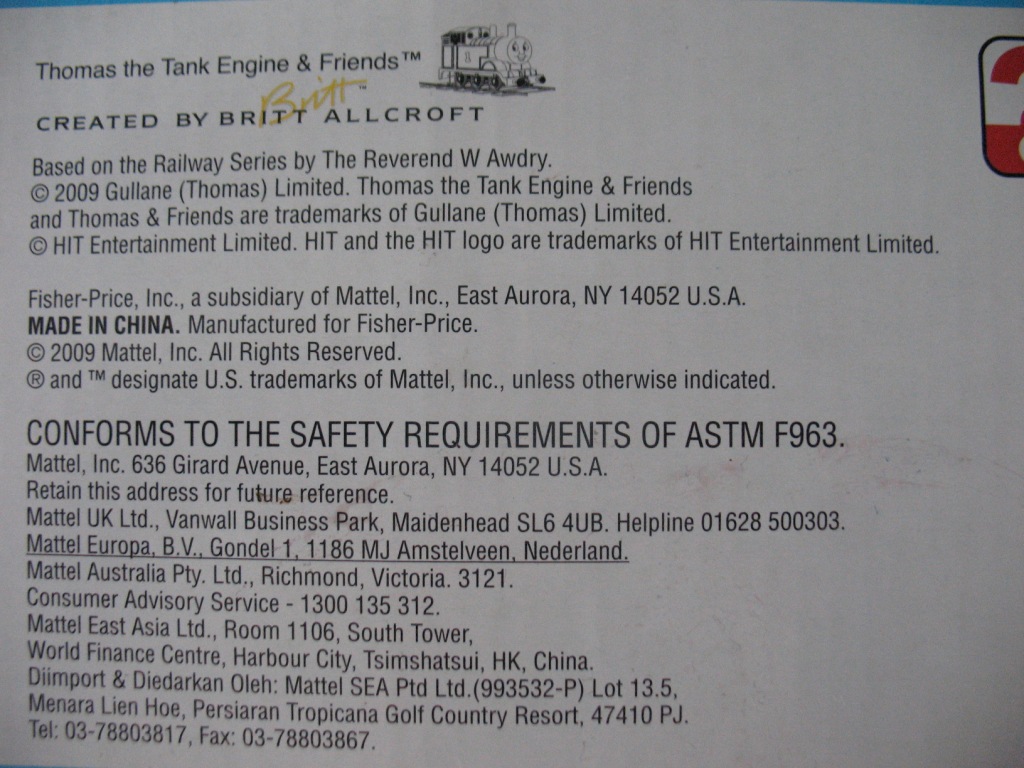 Thomas the Tank Engine & Friends™
Britt™
CREATED BY BRITT ALLCROFT
Based on the Railway Series by The Reverend W Awdry.
© 2009 Gullane (Thomas) Limited. Thomas the Tank Engine & Friends
and Thomas & Friends are trademarks of Gullane (Thomas) Limited.
© HIT Entertainment Limited. HIT and the HIT logo are trademarks of HIT Entertainment Limited.
Fisher-Price, Inc., a subsidiary of Mattel, Inc., East Aurora, NY 14052 U.S.A.
MADE IN CHINA. Manufactured for Fisher-Price.
© 2009 Mattel, Inc. All Rights Reserved.
® and ™ designate U.S. trademarks of Mattel, Inc., unless otherwise indicated.
CONFORMS TO THE SAFETY REQUIREMENTS OF ASTM F963.
Mattel, Inc. 636 Girard Avenue, East Aurora, NY 14052 U.S.A.
Retain this address for future reference.
Mattel UK Ltd., Vanwall Business Park, Maidenhead SL6 4UB. Helpline 01628 500303.
Mattel Europa, B.V., Gondel 1, 1186 MJ Amstelveen, Nederland.
Mattel Australia Pty. Ltd., Richmond, Victoria. 3121.
Consumer Advisory Service - 1300 135 312.
Mattel East Asia Ltd., Room 1106, South Tower,
World Finance Centre, Harbour City, Tsimshatsui, HK, China.
Diimport & Diedarkan Oleh: Mattel SEA Ptd Ltd.(993532-P) Lot 13.5,
Menara Lien Hoe, Persiaran Tropicana Golf Country Resort, 47410 PJ.
Tel: 03-78803817, Fax: 03-78803867.